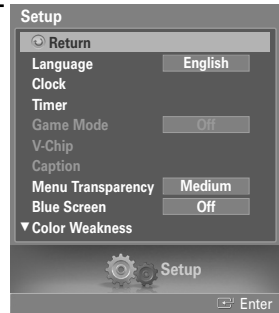 Setup
Return
Language English
Clock
Timer
Game Mode Off
V-Chip
Caption
Menu Transparency Medium
Blue Screen Off
▼ Color Weakness
Setup
Enter